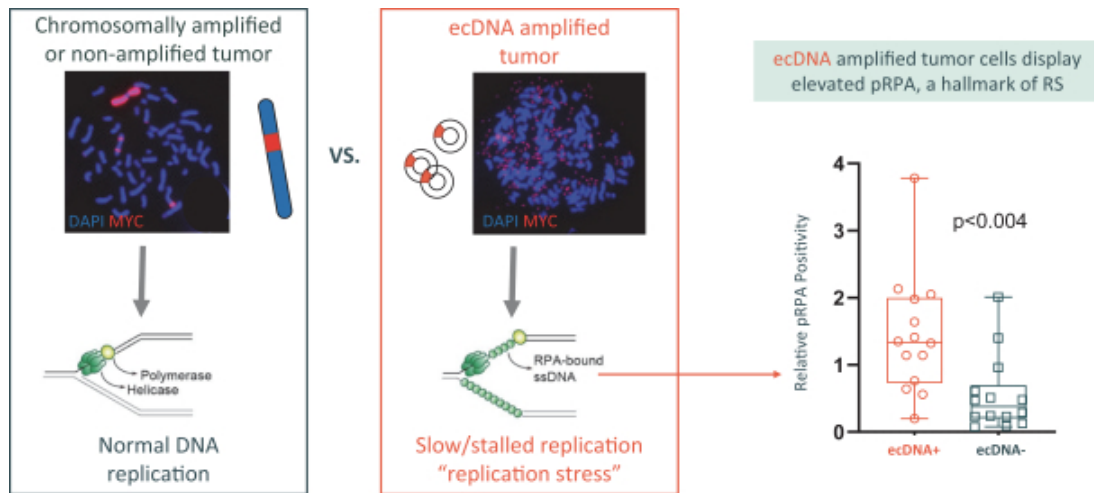 Chromosomally amplified
or non-amplified tumor
DAPI MYC
Polymerase
Helicase
Normal DNA
replication
VS.
ecDNA amplified
tumor
DAPI MYC
RPA-bound
ssDNA
Slow/stalled replication
“replication stress”
ecDNA amplified tumor cells display
elevated pRPA, a hallmark of RS
Relative pRPA Positivity
4
3
2
1
0
p<0.004
ecDNA+
ecDNA-